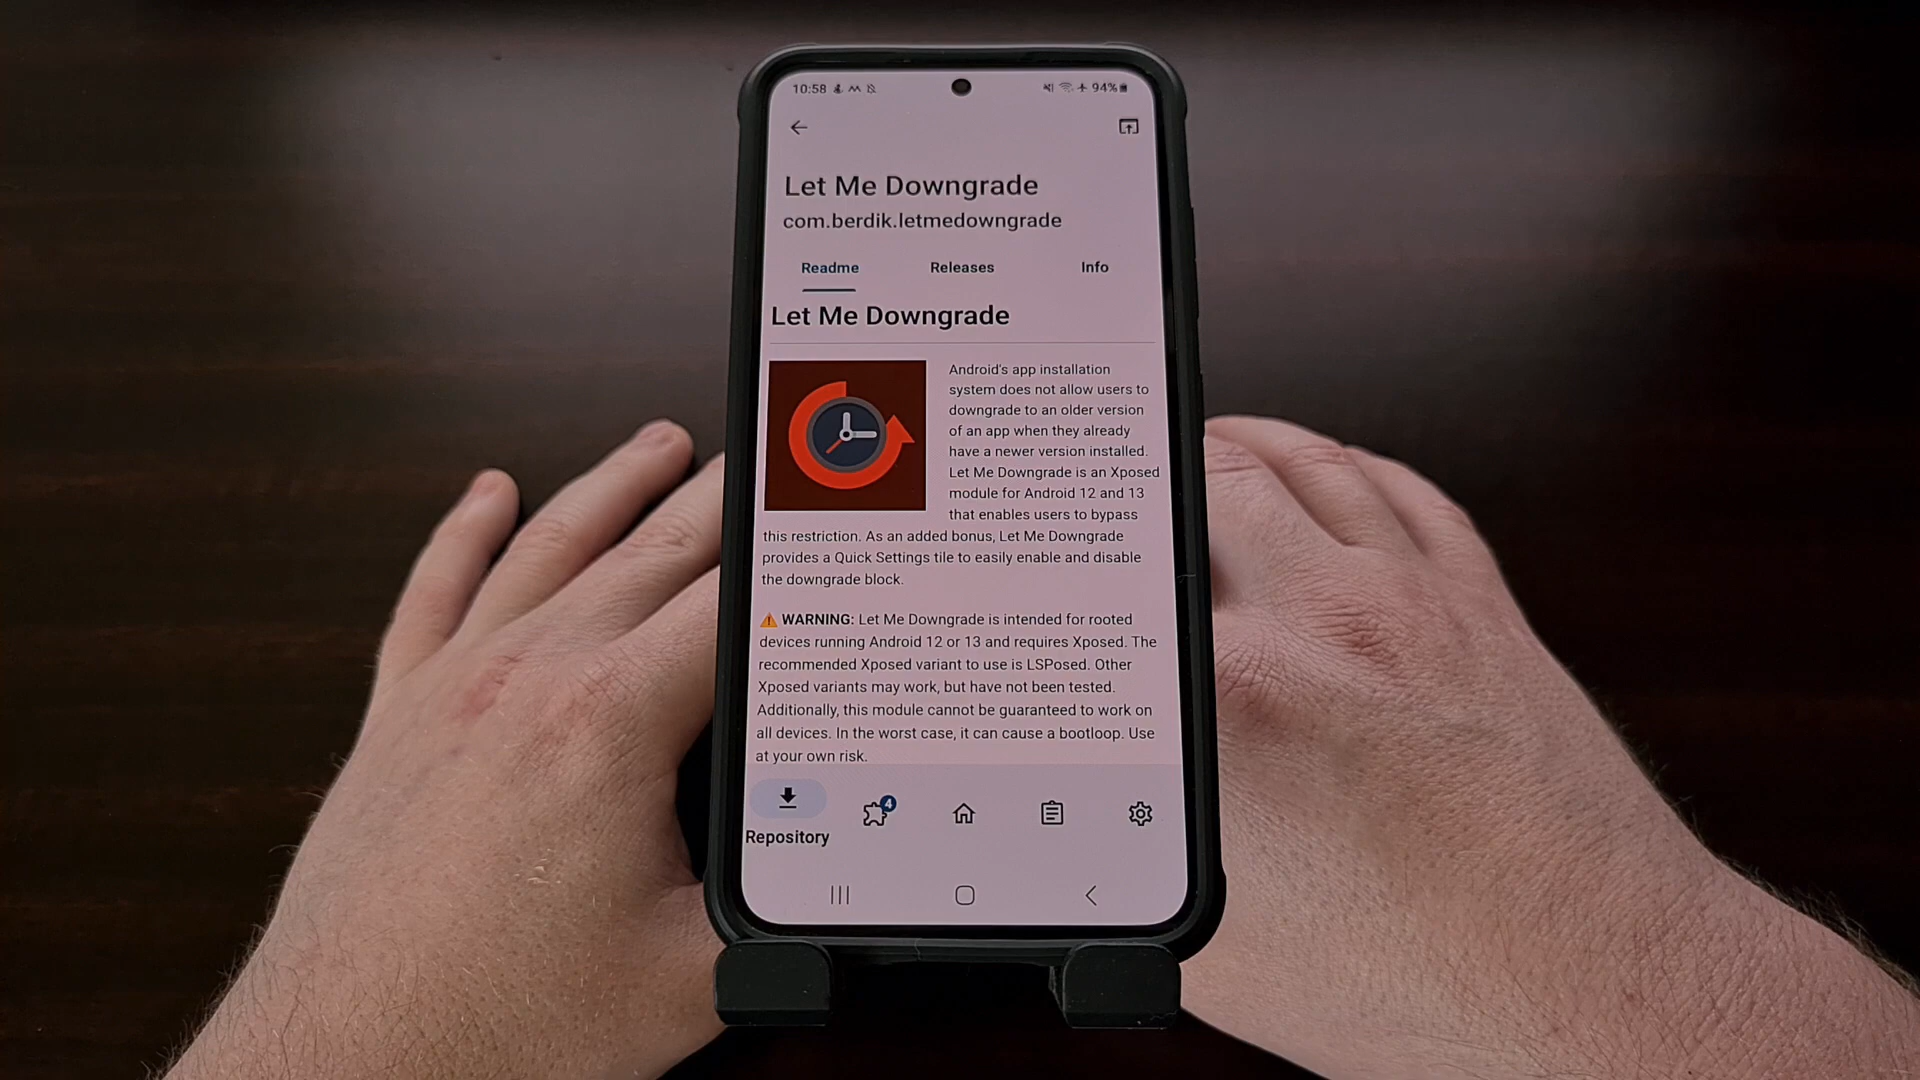 10:58
94%
Let Me Downgrade
com.berdik.letmedowngrade
Readme Releases Info
Let Me Downgrade
Android's app installation
system does not allow users to
downgrade to an older version
of an app when they already
have a newer version installed.
Let Me Downgrade is an Xposed
module for Android 12 and 13
that enables users to bypass
this restriction. As an added bonus, Let Me Downgrade
provides a Quick Settings tile to easily enable and disable
the downgrade block.
WARNING: Let Me Downgrade is intended for rooted
devices running Android 12 or 13 and requires Xposed. The
recommended Xposed variant to use is LSPosed. Other
Xposed variants may work, but have not been tested.
Additionally, this module cannot be guaranteed to work on
all devices. In the worst case, it can cause a bootloop. Use
at your own risk.
4
Repository